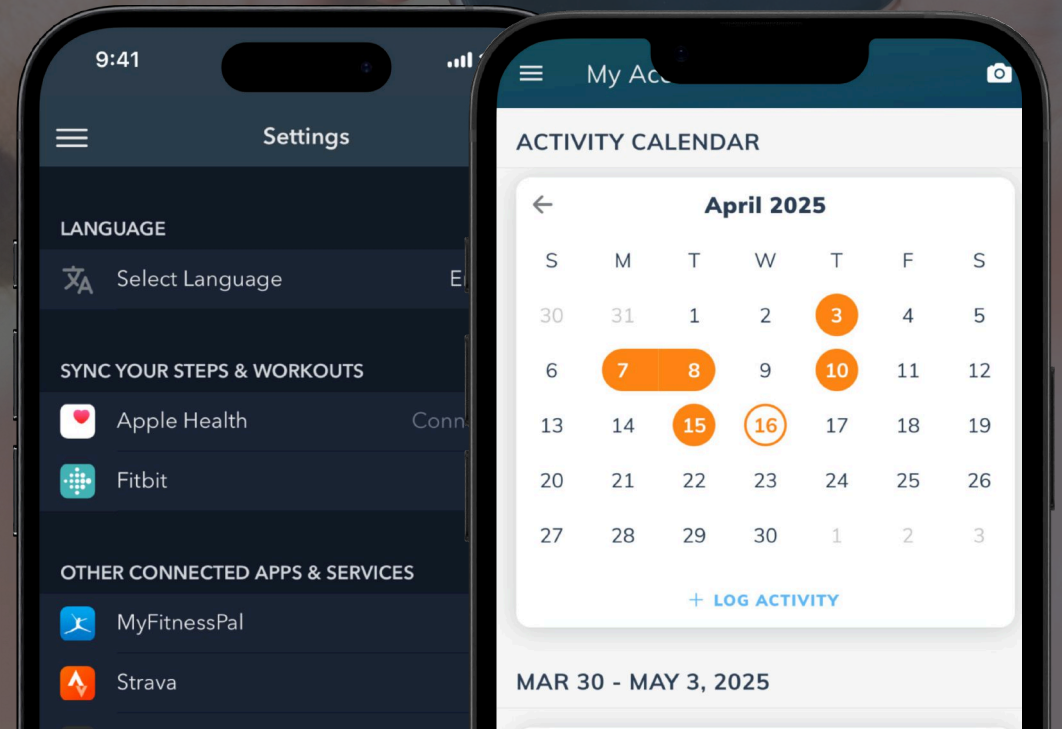 9:41
Settings
LANGUAGE
Select Language
SYNC YOUR STEPS & WORKOUTS
Apple Health
Fitbit
OTHER CONNECTED APPS & SERVICES
MyFitnessPal
Strava
My
ACTIVITY CALENDAR
April 2025
S M T W T F S
30 31 1 2 3 4 5
6 7 8 9 10 11 12
13 14 15 16 17 18 19
20 21 22 23 24 25 26
27 28 29 30 1 2 3
+ LOG ACTIVITY
MAR 30 - MAY 3, 2025